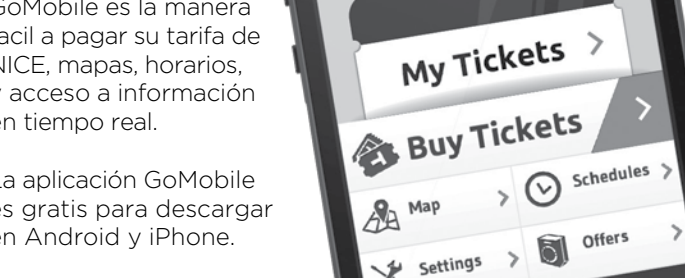 GoMobile es la manera
facil a pagar su tarifa de
NICE, mapas, horarios,
y acceso a información
en tiempo real.
La aplicación GoMobile
es gratis para descargar
en Android y iPhone.
My Tickets
Buy Tickets
Map
Schedules
Settings
Offers